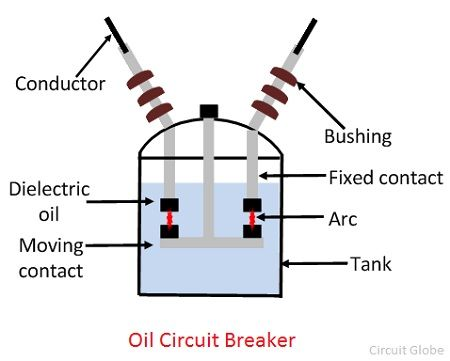 Conductor
Bushing
Fixed contact
Dielectric
oil
Arc
Moving
contact
Tank
Oil Circuit Breaker
Circuit Globe